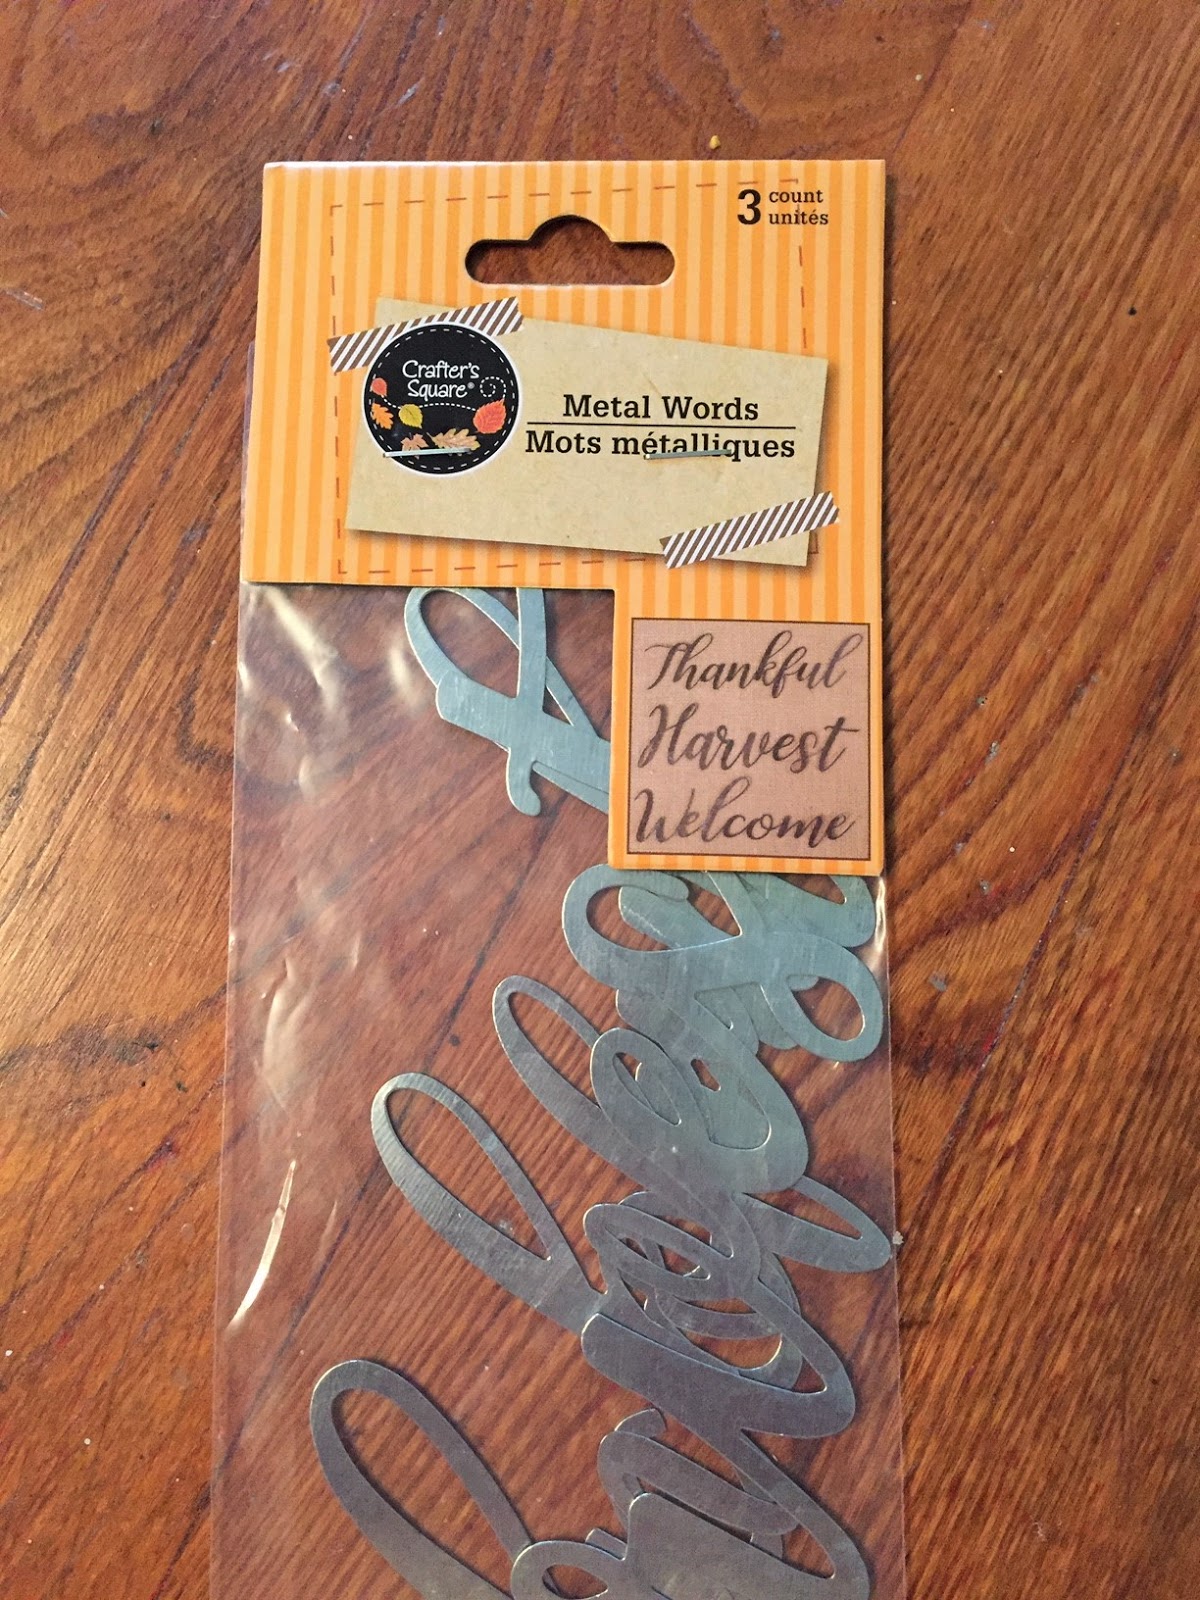 3 count
unités
Crafter's
Square®
Metal Words
Mots métalliques
Thankful
Harvest
Welcome